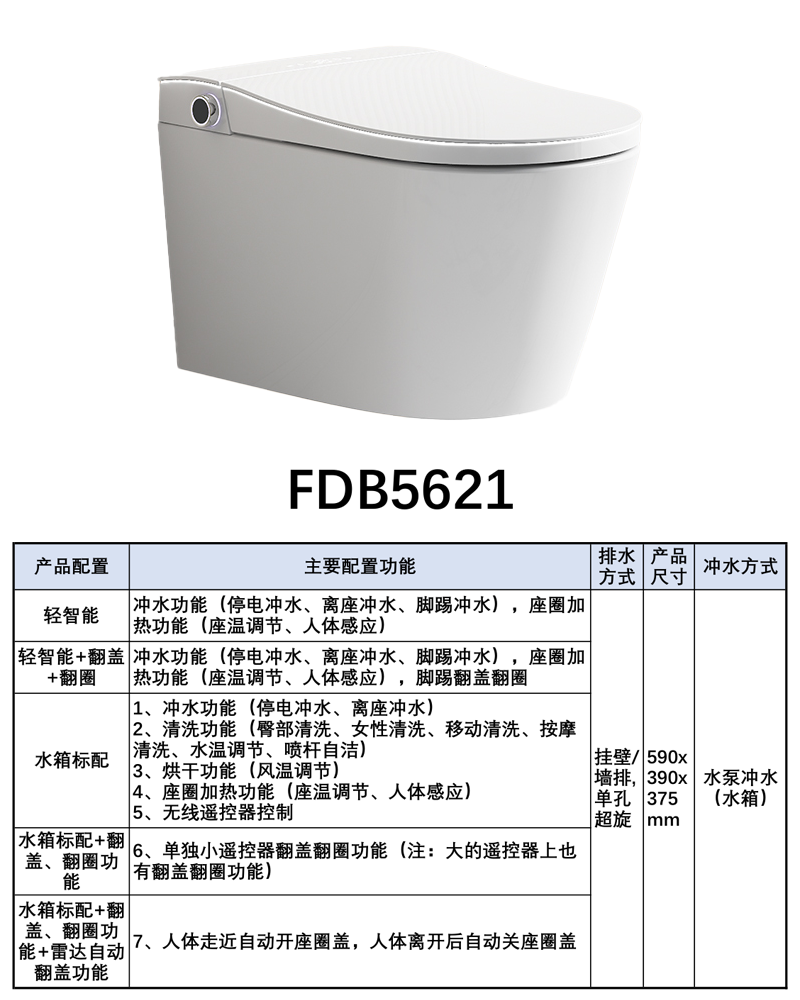 FDB5621
产品配置
主要配置功能
排水
方式
产品
尺寸
冲水方式
轻智能
冲水功能（停电冲水、离座冲水、脚踢冲水），座圈加
热功能（座温调节、人体感应）
轻智能+翻盖
+翻圈
冲水功能（停电冲水、离座冲水、脚踢冲水），座圈加
热功能（座温调节、人体感应），脚踢翻盖翻圈
水箱标配
1、冲水功能（停电冲水、离座冲水）
2、清洗功能（臀部清洗、女性清洗、移动清洗、按摩
清洗、水温调节、喷杆自洁）
3、烘干功能（风温调节）
4、座圈加热功能（座温调节、人体感应）
5、无线遥控器控制
水箱标配+翻
盖、翻圈功
能
6、单独小遥控器翻盖翻圈功能（注：大的遥控器上也
有翻盖翻圈功能）
水箱标配+翻
盖、翻圈功
能+雷达自动
翻盖功能
7、人体走近自动开座圈盖，人体离开后自动关座圈盖
挂壁/
墙排,
单孔
超旋
590x
390x
375
mm
水泵冲水
（水箱）